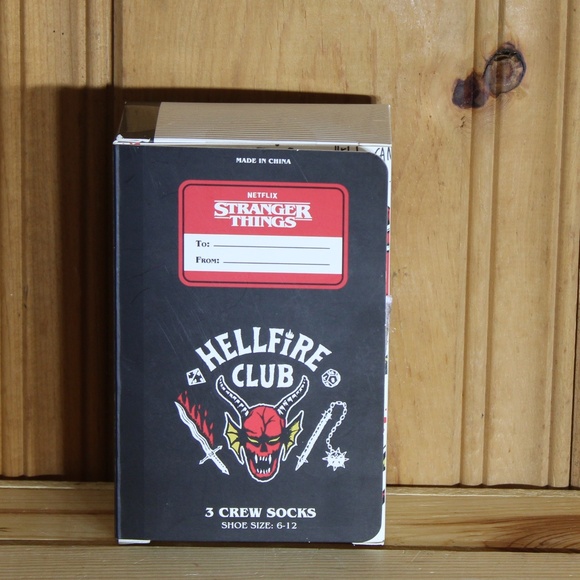 MADE IN CHINA
NETFLIX
STRANGER
THINGS
TO:
FROM:
HELLFIRE
CLUB
3 CREW SOCKS
SHOE SIZE: 6-12